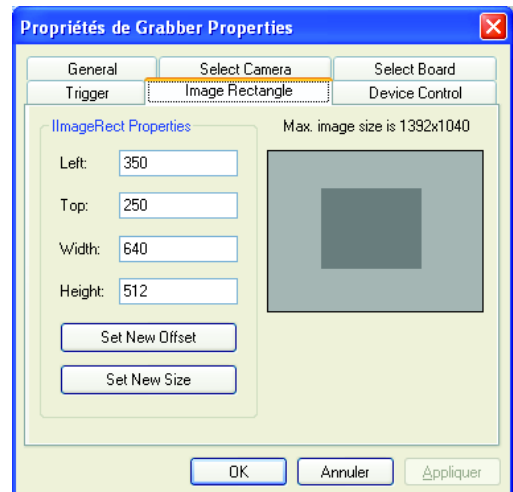 Propriétés de Grabber Properties
General
Select Camera
Select Board
Trigger
Image Rectangle
Device Control
IImageRect Properties
Max. image size is 1392x1040
Left: 350
Top: 250
Width: 640
Height: 512
Set New Offset
Set New Size
OK
Annuler
Appliquer